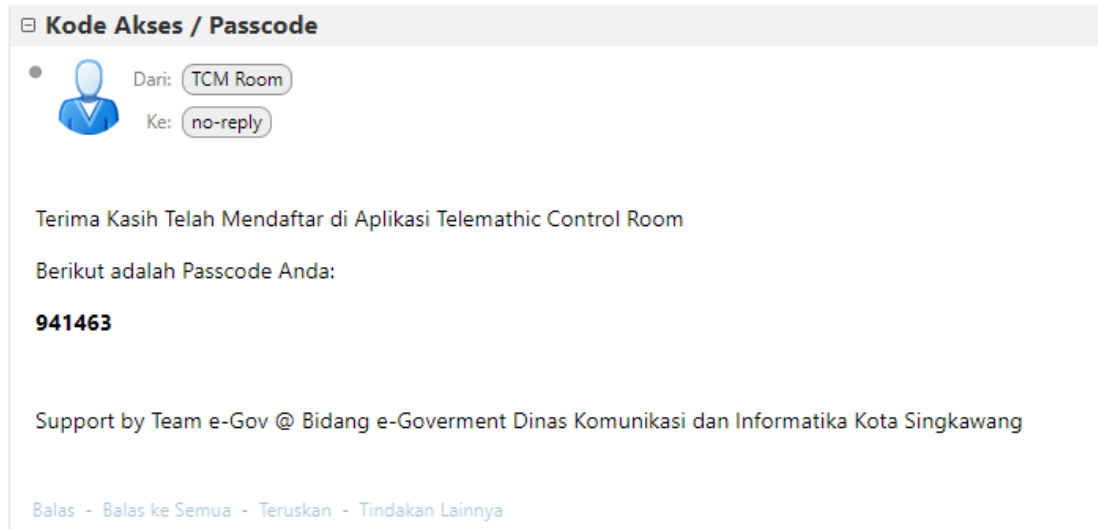 Kode Akses / Passcode
Dari: TCM Room
Ke: no-reply
Terima Kasih Telah Mendaftar di Aplikasi Telemathic Control Room
Berikut adalah Passcode Anda:
941463
Support by Team e-Gov @ Bidang e-Goverment Dinas Komunikasi dan Informatika Kota Singkawang
Balas - Balas ke Semua - Teruskan - Tindakan Lainnya